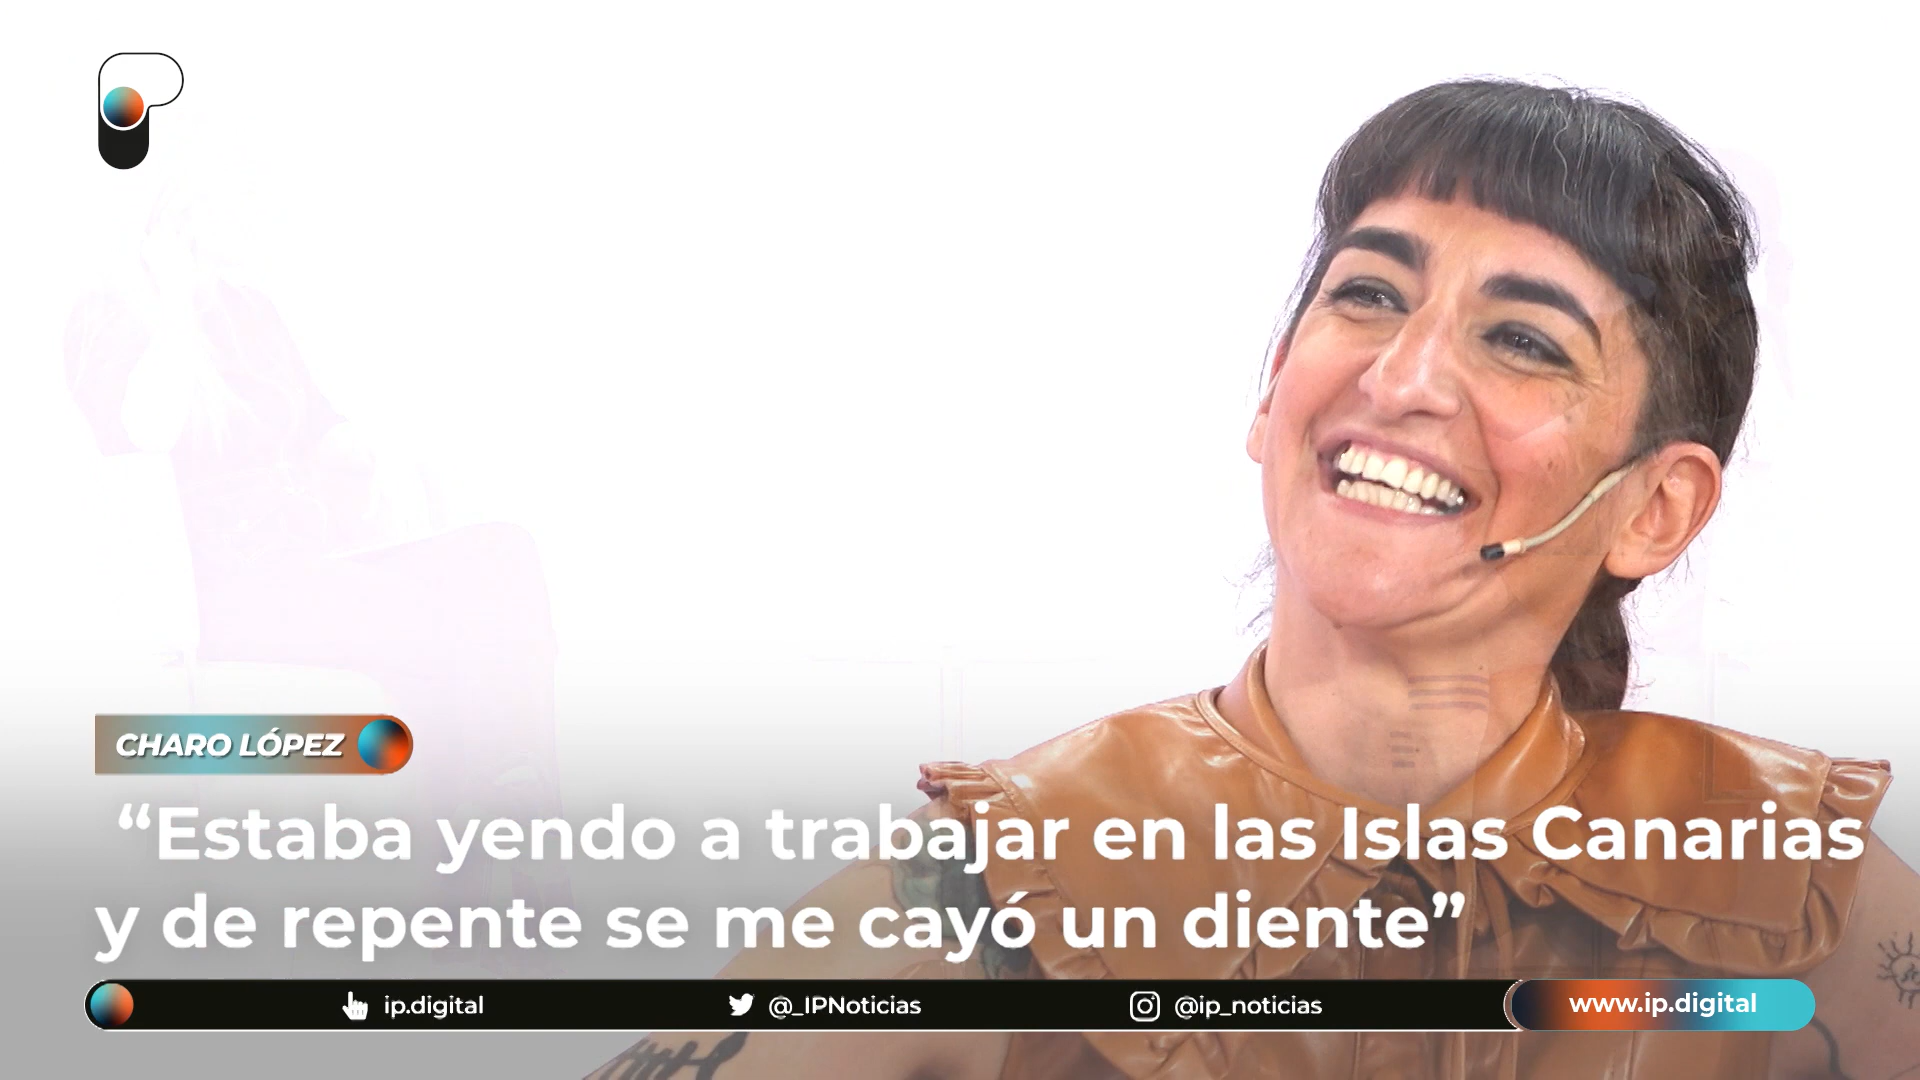 CHARO LÓPEZ
“Estaba yendo a trabajar en las Islas Canarias
y de repente se me cayó un diente”
ip.digital @_IPNoticias @ip_noticias www.ip.digital